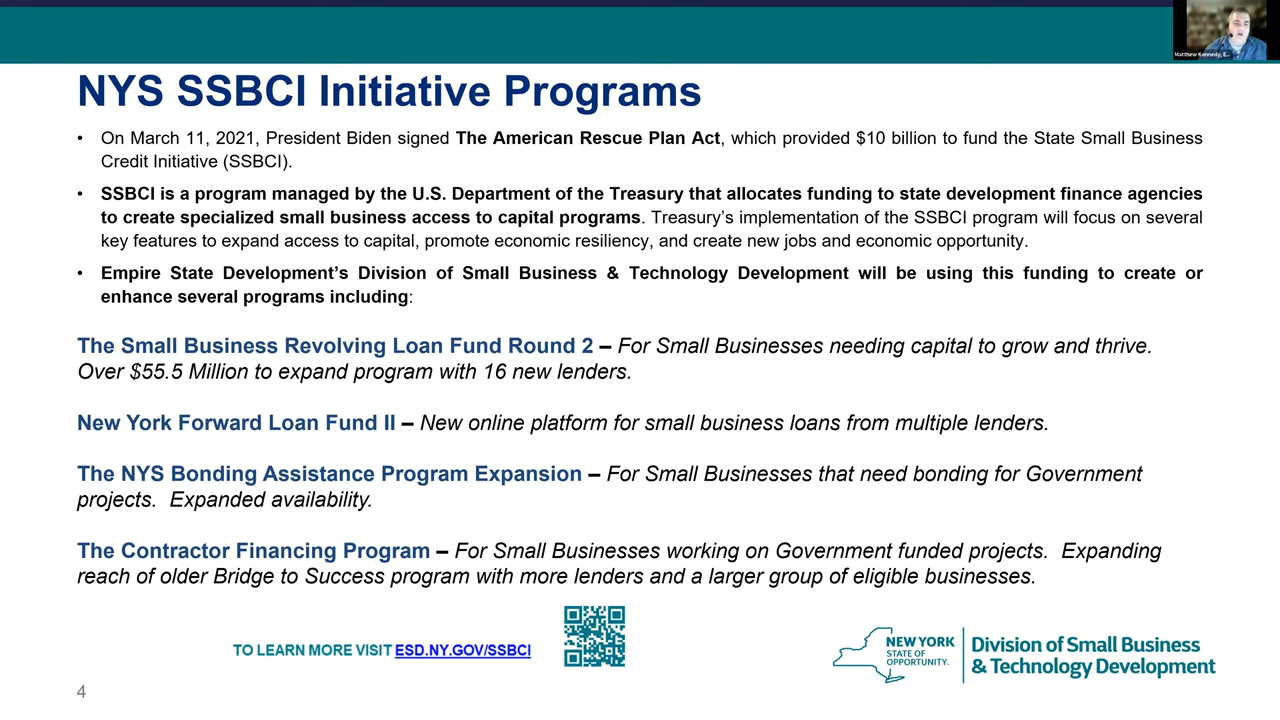 Matthew Kennedy, E...
NYS SSBCI Initiative Programs
• On March 11, 2021, President Biden signed The American Rescue Plan Act, which provided $10 billion to fund the State Small Business
Credit Initiative (SSBCI).
• SSBCI is a program managed by the U.S. Department of the Treasury that allocates funding to state development finance agencies
to create specialized small business access to capital programs. Treasury’s implementation of the SSBCI program will focus on several
key features to expand access to capital, promote economic resiliency, and create new jobs and economic opportunity.
• Empire State Development’s Division of Small Business & Technology Development will be using this funding to create or
enhance several programs including:
The Small Business Revolving Loan Fund Round 2 – For Small Businesses needing capital to grow and thrive.
Over $55.5 Million to expand program with 16 new lenders.
New York Forward Loan Fund II – New online platform for small business loans from multiple lenders.
The NYS Bonding Assistance Program Expansion – For Small Businesses that need bonding for Government
projects.  Expanded availability.
The Contractor Financing Program – For Small Businesses working on Government funded projects.  Expanding
reach of older Bridge to Success program with more lenders and a larger group of eligible businesses.
TO LEARN MORE VISIT ESD.NY.GOV/SSBCI
NEW YORK
STATE OF
OPPORTUNITY.
Division of Small Business
& Technology Development
4